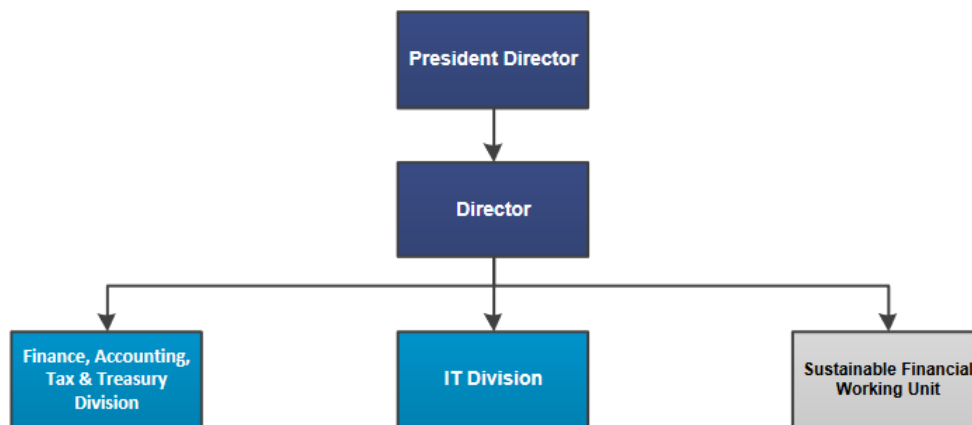 President Director
Director
Finance, Accounting,
Tax & Treasury
Division
IT Division
Sustainable Financial
Working Unit